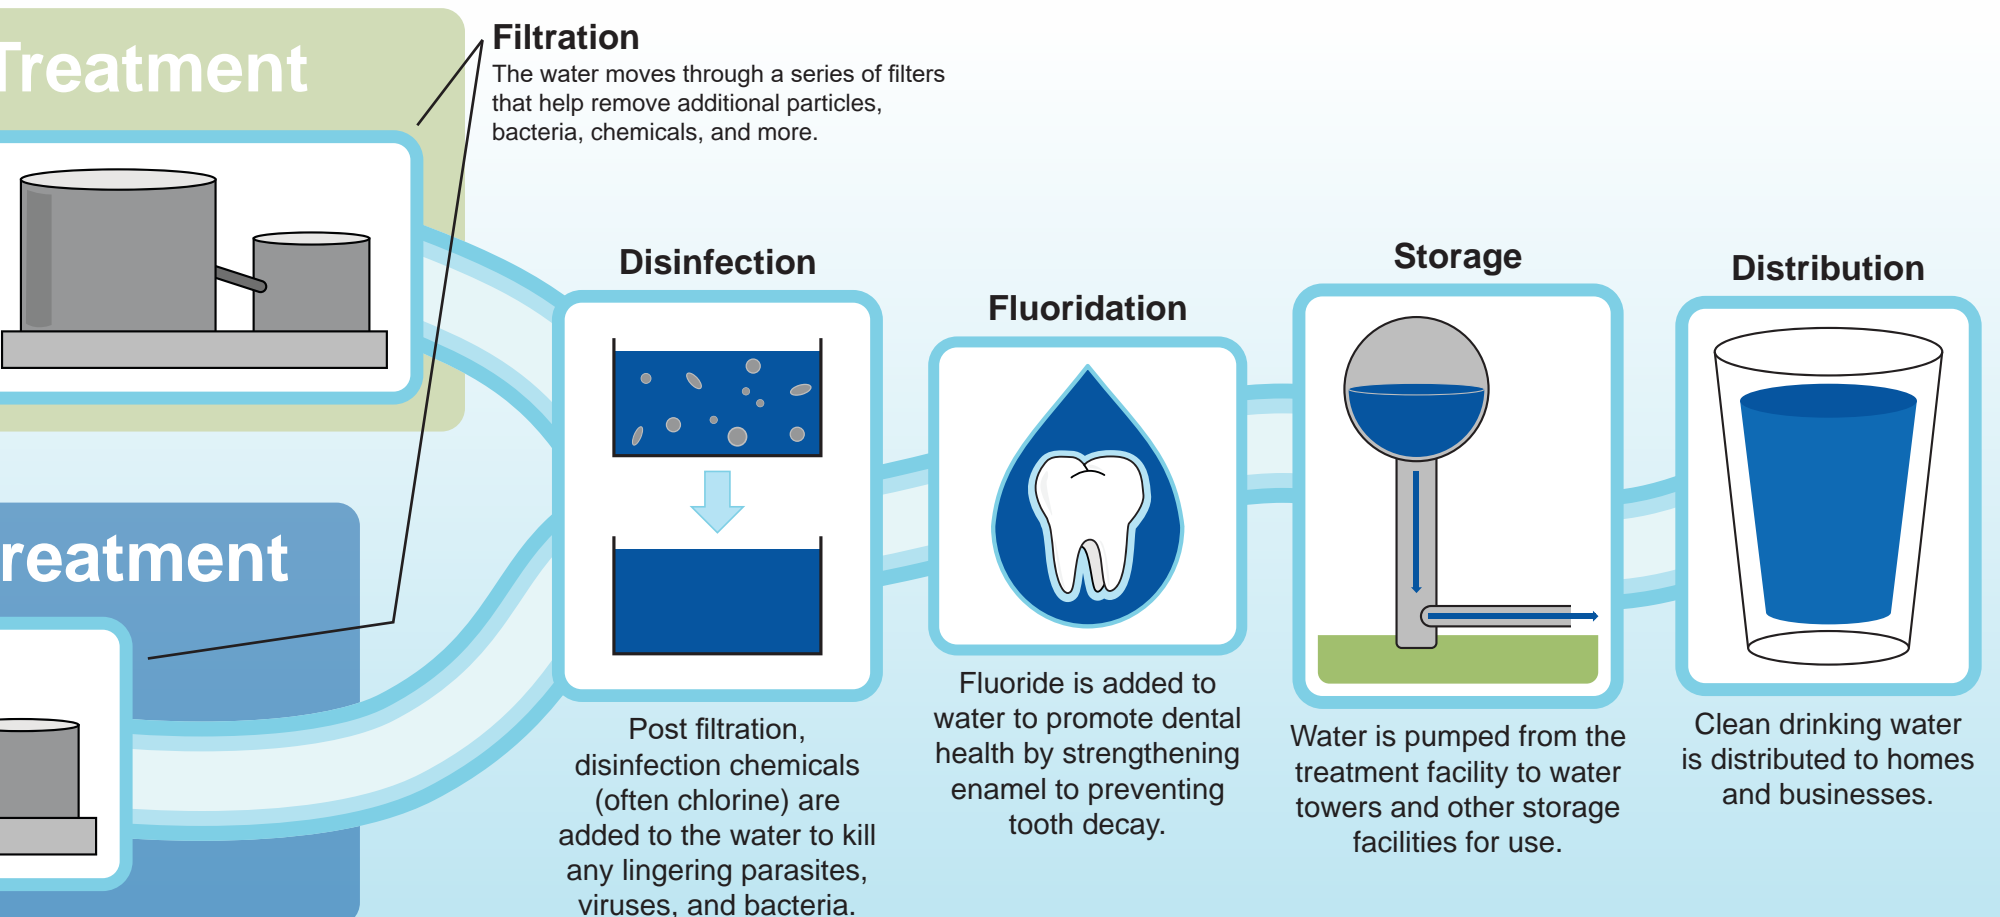 Treatment
Filtration
The water moves through a series of filters
that help remove additional particles,
bacteria, chemicals, and more.
Disinfection
Post filtration,
disinfection chemicals
(often chlorine) are
added to the water to kill
any lingering parasites,
viruses, and bacteria.
Fluoridation
Fluoride is added to
water to promote dental
health by strengthening
enamel to preventing
tooth decay.
Storage
Water is pumped from the
treatment facility to water
towers and other storage
facilities for use.
Distribution
Clean drinking water
is distributed to homes
and businesses.
reatment